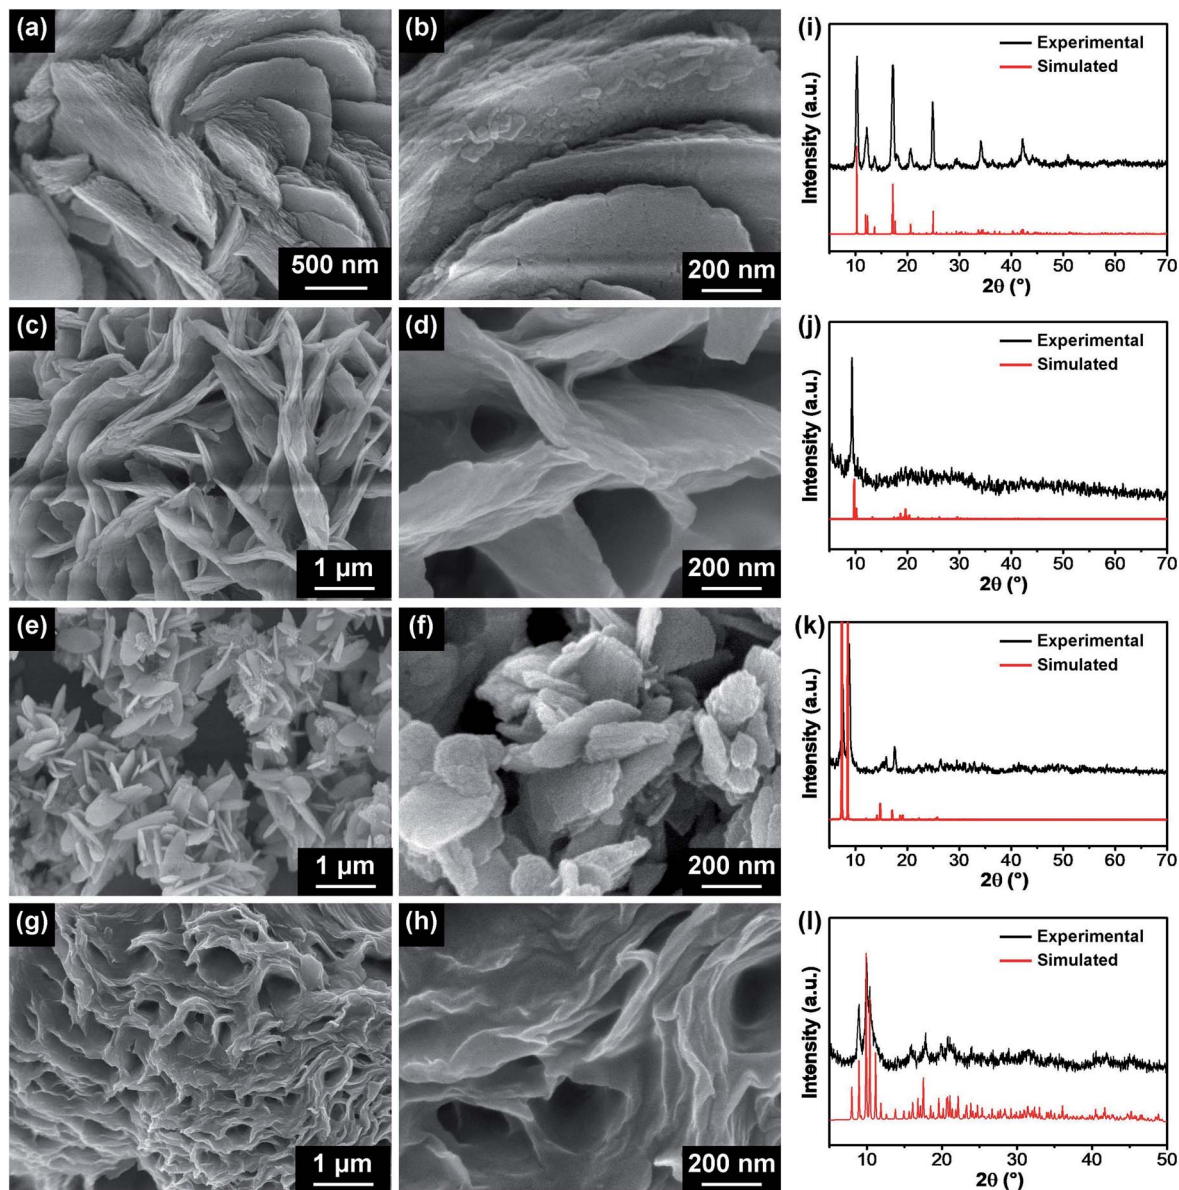 (a)
500 nm
(b)
200 nm
(i)
Experimental
Simulated
Intensity (a.u.)
10 20 30 40 50 60 70
2θ (°)
(c)
1 µm
(d)
200 nm
(j)
Experimental
Simulated
Intensity (a.u.)
10 20 30 40 50 60 70
2θ (°)
(e)
1 µm
(f)
200 nm
(k)
Experimental
Simulated
Intensity (a.u.)
10 20 30 40 50 60 70
2θ (°)
(g)
1 µm
(h)
200 nm
(l)
Experimental
Simulated
Intensity (a.u.)
10 20 30 40 50
2θ (°)